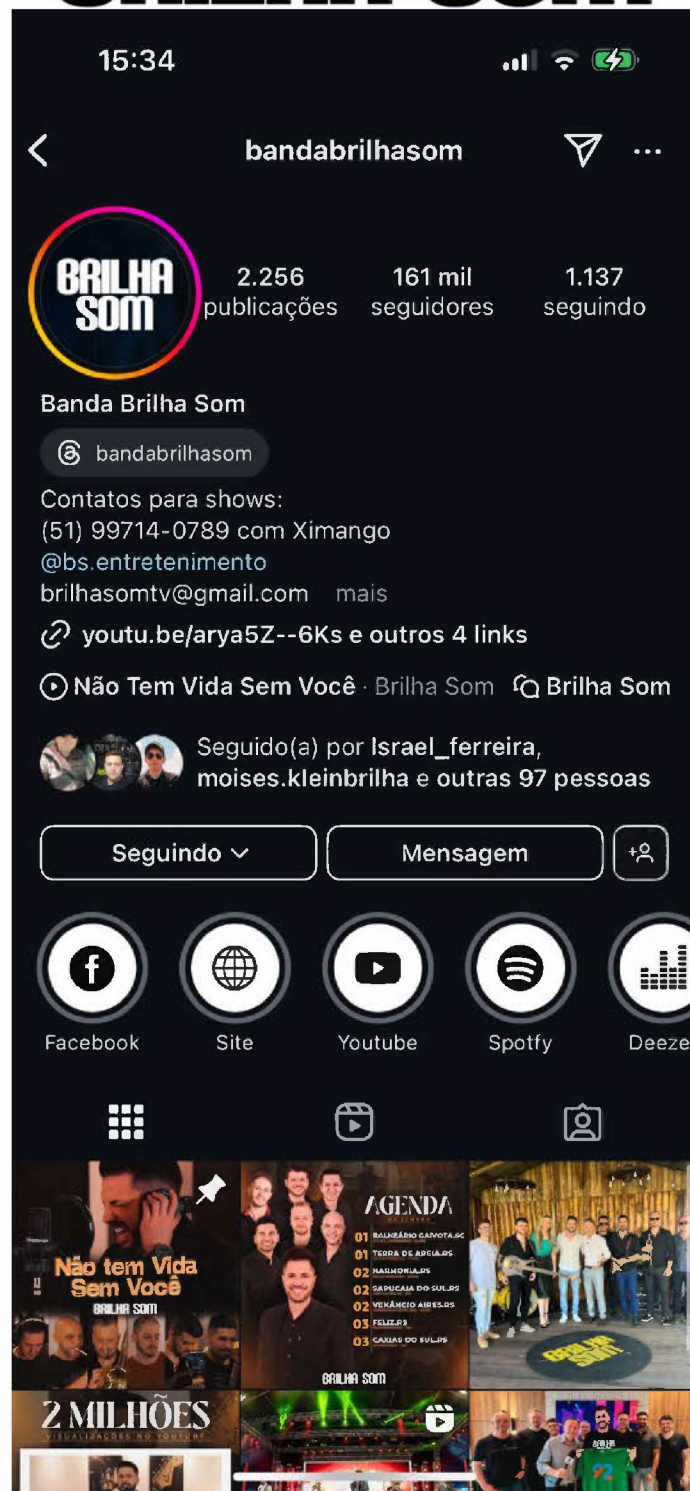 15:34
bandabrilhasom
BRILHA
SOM
2.256
publicações
161 mil
seguidores
1.137
seguindo
Banda Brilha Som
bandabrilhasom
Contatos para shows:
(51) 99714-0789 com Ximango
@bs.entretenimento
brilhasomtv@gmail.com mais
youtu.be/arya5Z--6Ks e outros 4 links
Não Tem Vida Sem Você · Brilha Som Brilha Som
Seguido(a) por Israel_ferreira,
moises.kleinbrilha e outras 97 pessoas
Seguindo
Mensagem
Facebook
Site
Youtube
Spotfy
Deeze
Não tem Vida
Sem Você
BRILHA SOM
AGENDA
01 BALNEÁRIO GAIVOTA.SC
01 TERRA DE AREIA.RS
02 HARMONIA.RS
02 SAPUCAIA DO SUL.RS
02 VENÂNCIO AIRES.RS
03 FELIZ.RS
03 CAXIAS DO SUL.RS
BRILHA SOM
BRILHA
SOM
2 MILHÕES
VISUALIZAÇÕES NO YOUTUBE